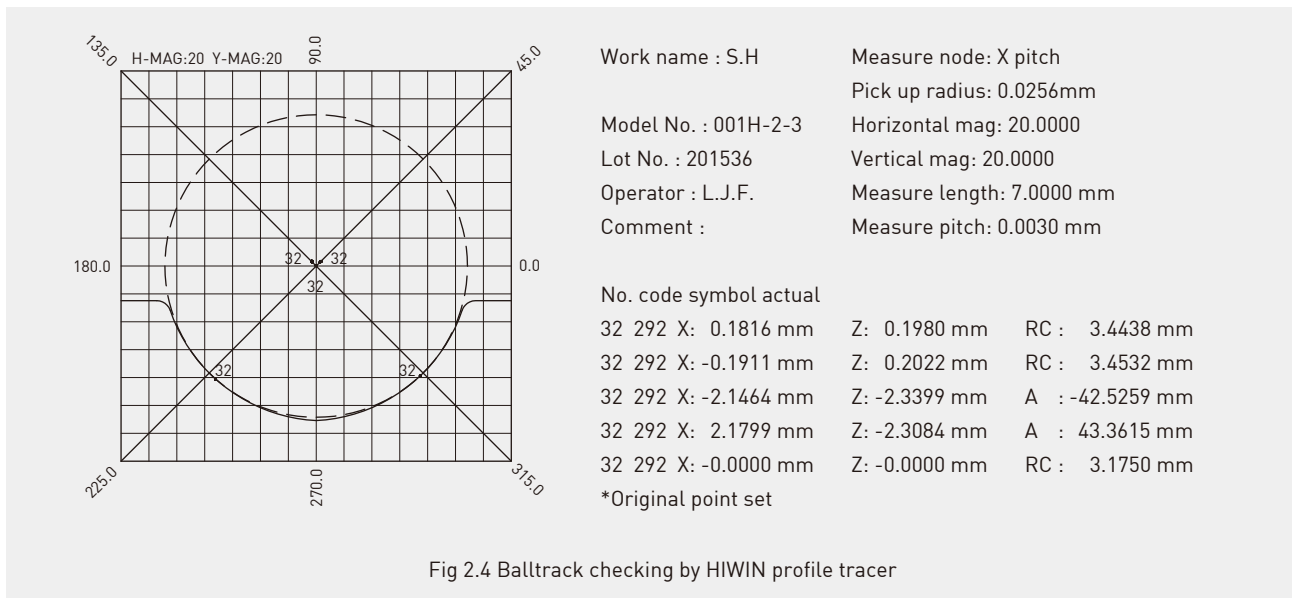 135.0
H-MAG:20 Y-MAG:20
90.0
45.0
180.0
32
32
32
0.0
32
32
225.0
270.0
315.0
Work name : S.H
Measure node: X pitch
Pick up radius: 0.0256mm
Model No. : 001H-2-3
Horizontal mag: 20.0000
Lot No. : 201536
Vertical mag: 20.0000
Operator : L.J.F.
Measure length: 7.0000 mm
Comment :
Measure pitch: 0.0030 mm
No. code symbol actual
32 292 X: 0.1816 mm Z: 0.1980 mm RC : 3.4438 mm
32 292 X: -0.1911 mm Z: 0.2022 mm RC : 3.4532 mm
32 292 X: -2.1464 mm Z: -2.3399 mm A : -42.5259 mm
32 292 X: 2.1799 mm Z: -2.3084 mm A : 43.3615 mm
32 292 X: -0.0000 mm Z: -0.0000 mm RC : 3.1750 mm
*Original point set
Fig 2.4 Balltrack checking by HIWIN profile tracer